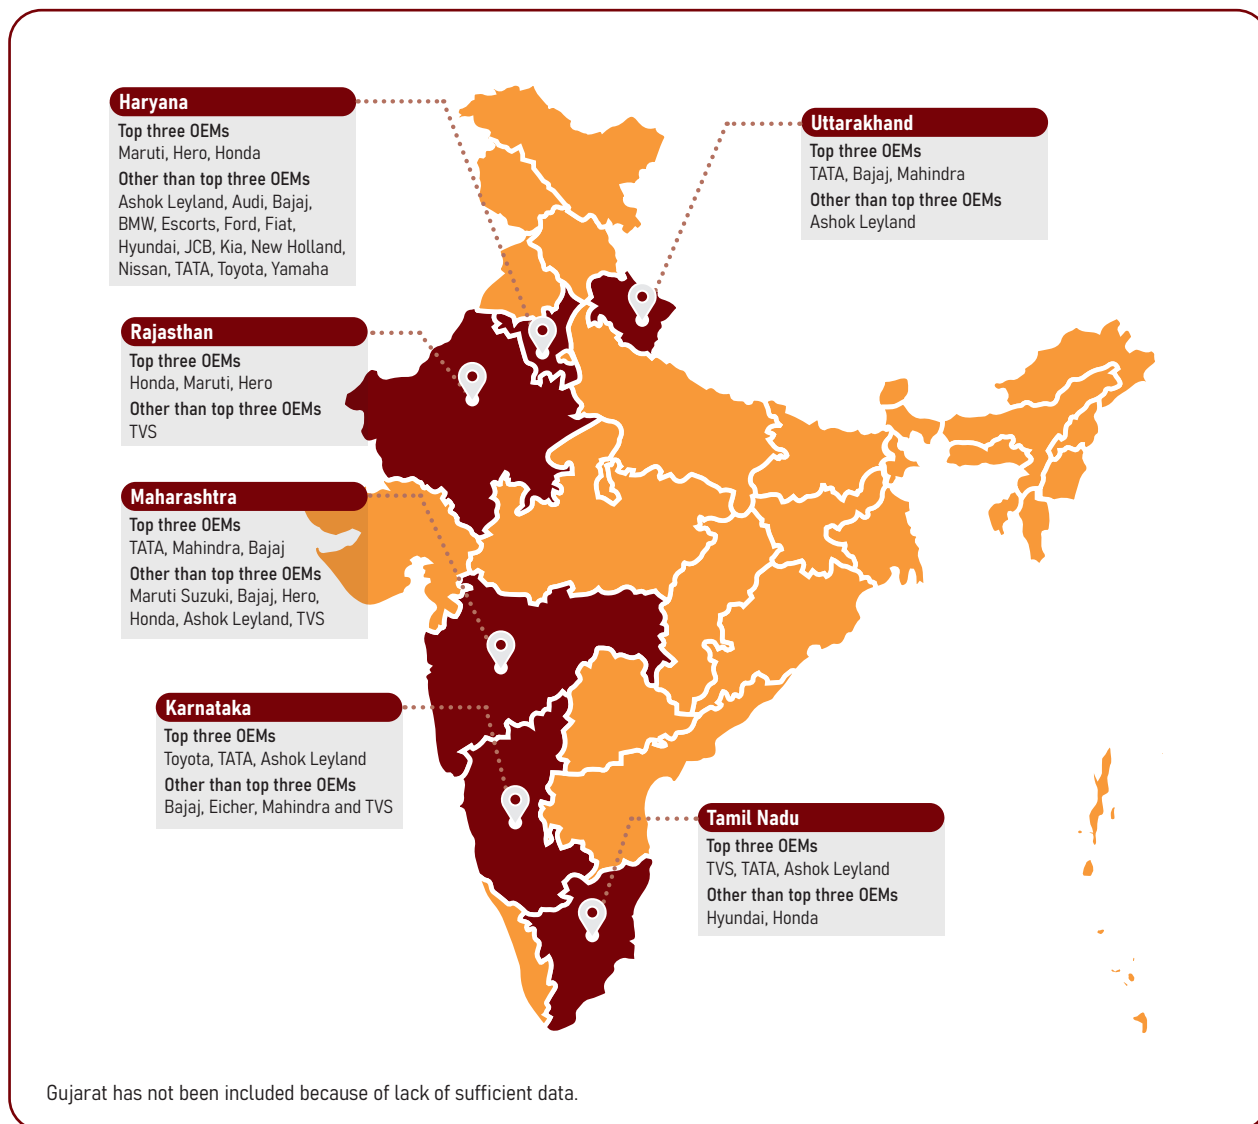 Haryana
Top three OEMs
Maruti, Hero, Honda
Other than top three OEMs
Ashok Leyland, Audi, Bajaj,
BMW, Escorts, Ford, Fiat,
Hyundai, JCB, Kia, New Holland,
Nissan, TATA, Toyota, Yamaha
Uttarakhand
Top three OEMs
TATA, Bajaj, Mahindra
Other than top three OEMs
Ashok Leyland
Rajasthan
Top three OEMs
Honda, Maruti, Hero
Other than top three OEMs
TVS
Maharashtra
Top three OEMs
TATA, Mahindra, Bajaj
Other than top three OEMs
Maruti Suzuki, Bajaj, Hero,
Honda, Ashok Leyland, TVS
Karnataka
Top three OEMs
Toyota, TATA, Ashok Leyland
Other than top three OEMs
Bajaj, Eicher, Mahindra and TVS
Tamil Nadu
Top three OEMs
TVS, TATA, Ashok Leyland
Other than top three OEMs
Hyundai, Honda
Gujarat has not been included because of lack of sufficient data.